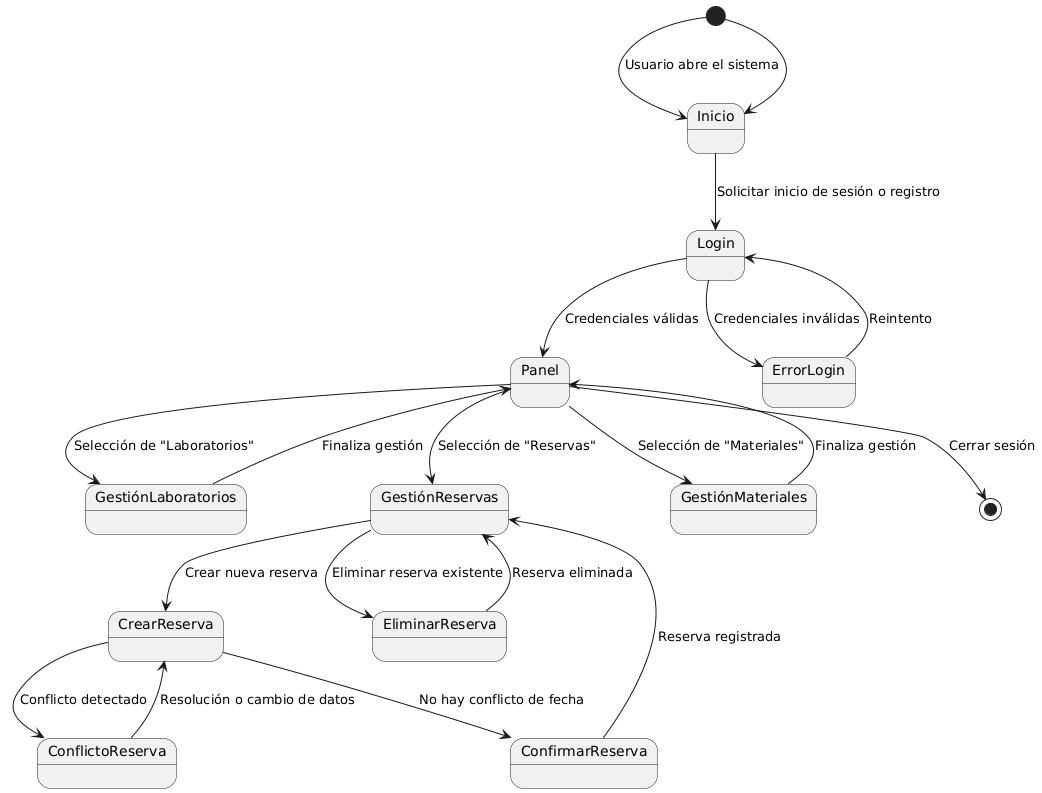 Usuario abre el sistema
Inicio
Solicitar inicio de sesión o registro
Login
Credenciales válidas
Credenciales inválidas
Reintento
Panel
ErrorLogin
Selección de "Laboratorios"
Finaliza gestión
Selección de "Reservas"
Selección de "Materiales"
Finaliza gestión
Cerrar sesión
GestiónLaboratorios
GestiónReservas
GestiónMateriales
Crear nueva reserva
Eliminar reserva existente
Reserva eliminada
CrearReserva
EliminarReserva
Reserva registrada
Conflicto detectado
Resolución o cambio de datos
No hay conflicto de fecha
ConflictoReserva
ConfirmarReserva